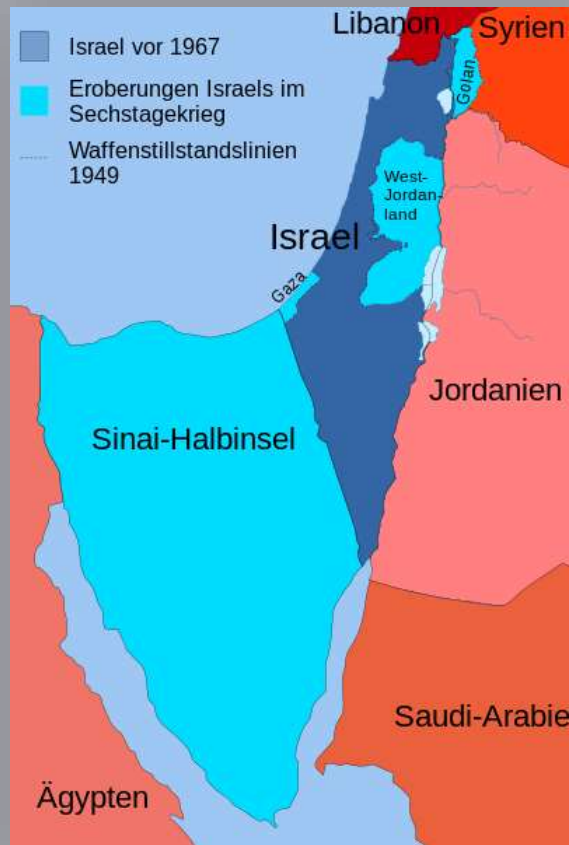 Libanon
Syrien
Israel vor 1967
Eroberungen Israels im
Sechstagekrieg
Waffenstillstandslinien
1949
Golan
West-
Jordan-
land
Israel
Gaza
Jordanien
Sinai-Halbinsel
Saudi-Arabie
Ägypten